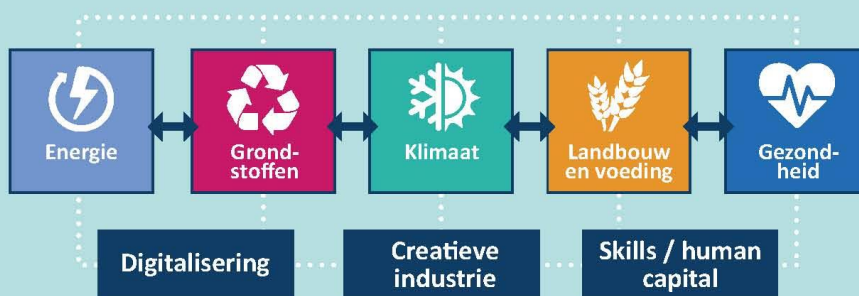 Energie
Grond-
stoffen
Klimaat
Landbouw
en voeding
Gezond-
heid
Digitalisering
Creatieve
industrie
Skills / human
capital